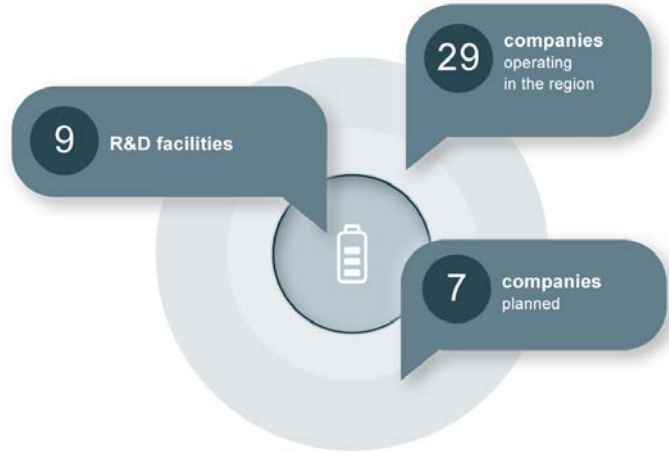 29
companies
operating
in the region
9
R&D facilities
7
companies
planned